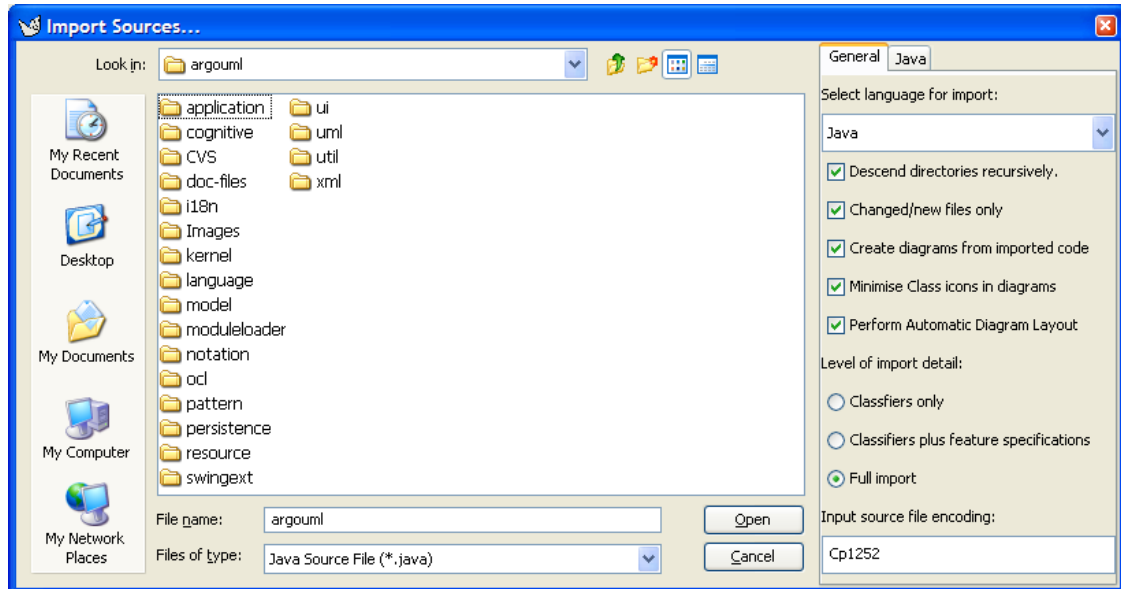 Import Sources...
Look in:
argouml
My Recent
Documents
Desktop
My Documents
My Computer
My Network
Places
application
cognitive
CVS
doc-files
i18n
Images
kernel
language
model
moduleloader
notation
ocl
pattern
persistence
resource
swingext
ui
uml
util
xml
File name:
argouml
Open
Files of type:
Java Source File (*.java)
Cancel
General
Java
Select language for import:
Java
Descend directories recursively.
Changed/new files only
Create diagrams from imported code
Minimise Class icons in diagrams
Perform Automatic Diagram Layout
Level of import detail:
Classfiers only
Classifiers plus feature specifications
Full import
Input source file encoding:
Cp1252